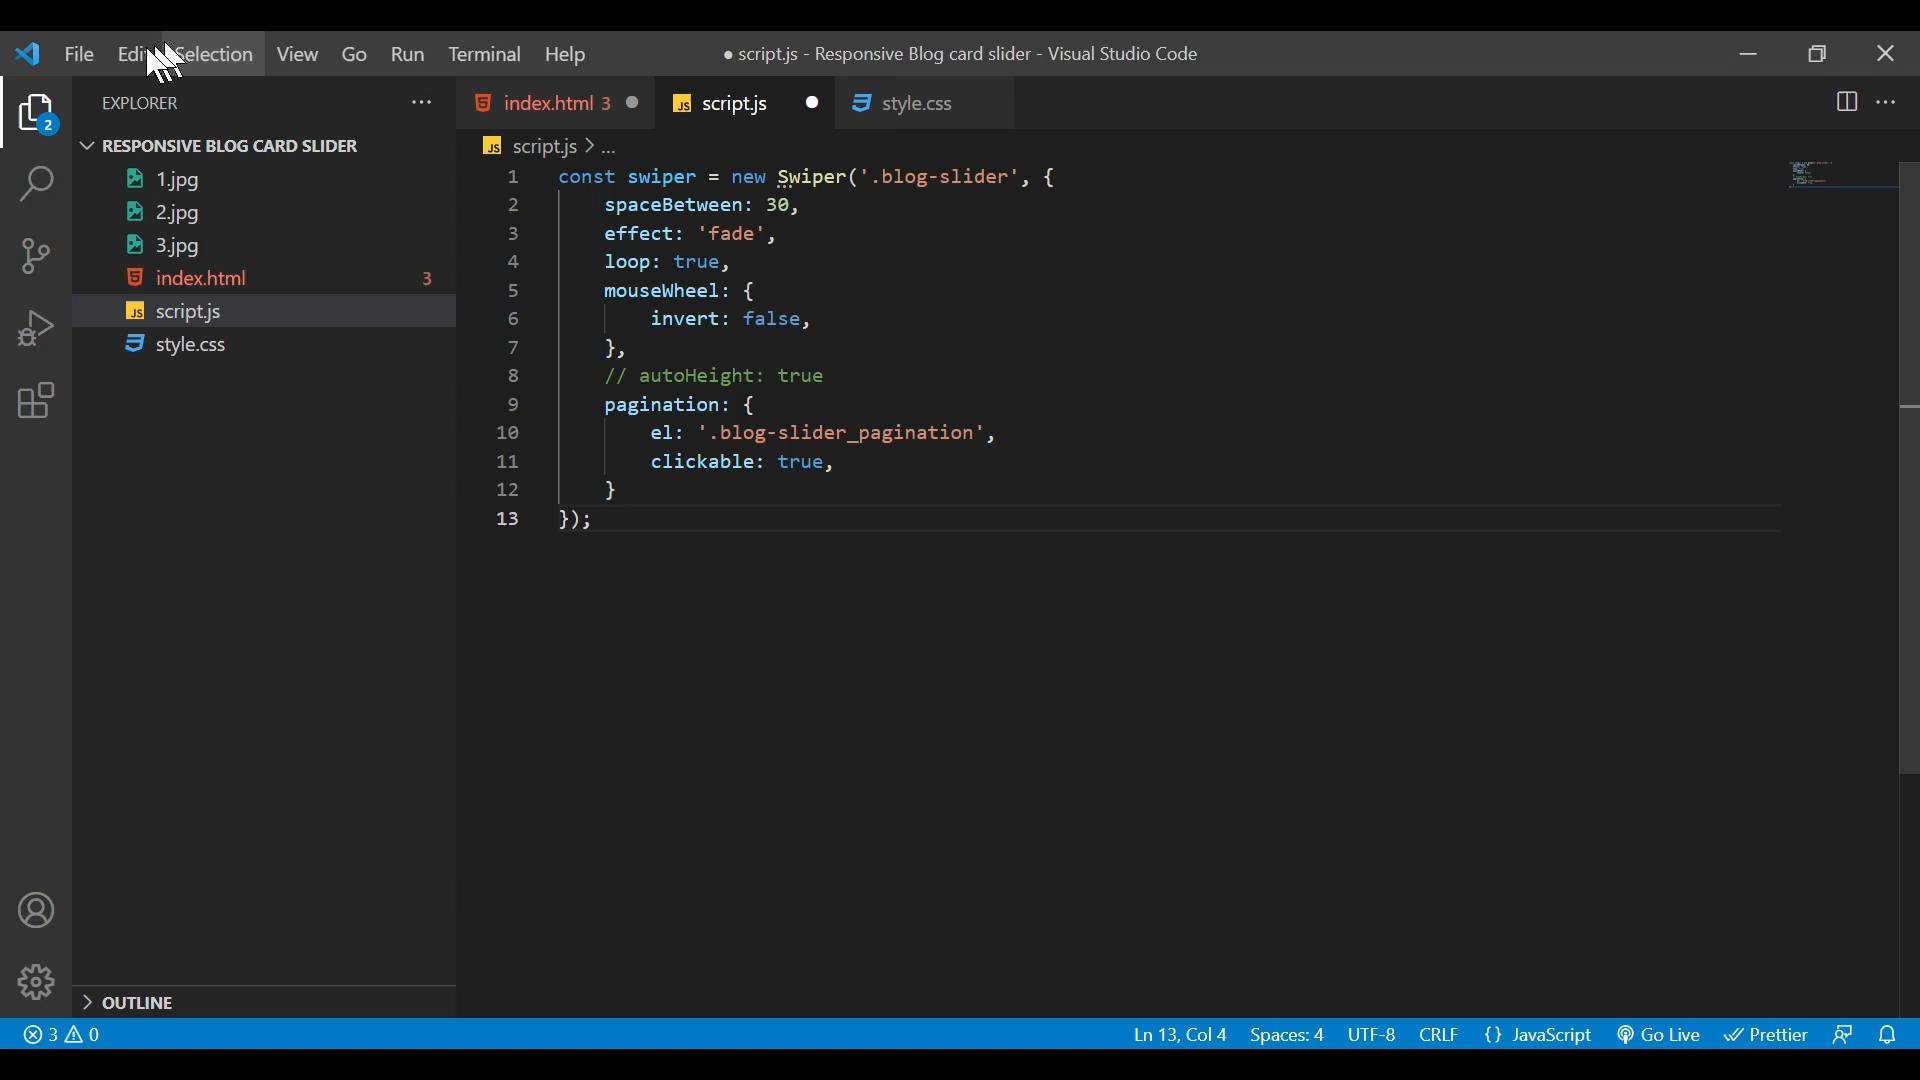 File Edit Selection View Go Run Terminal Help ● script.js - Responsive Blog card slider - Visual Studio Code
EXPLORER ···
index.html 3 ●
script.js ●
style.css
RESPONSIVE BLOG CARD SLIDER
1.jpg
2.jpg
3.jpg
index.html 3
script.js
style.css
OUTLINE
script.js > ...
1 const swiper = new Swiper('.blog-slider', {
2 spaceBetween: 30,
3 effect: 'fade',
4 loop: true,
5 mouseWheel: {
6 invert: false,
7 },
8 // autoHeight: true
9 pagination: {
10 el: '.blog-slider_pagination',
11 clickable: true,
12 }
13 });
2
3 0 Ln 13, Col 4 Spaces: 4 UTF-8 CRLF {} JavaScript Go Live Prettier